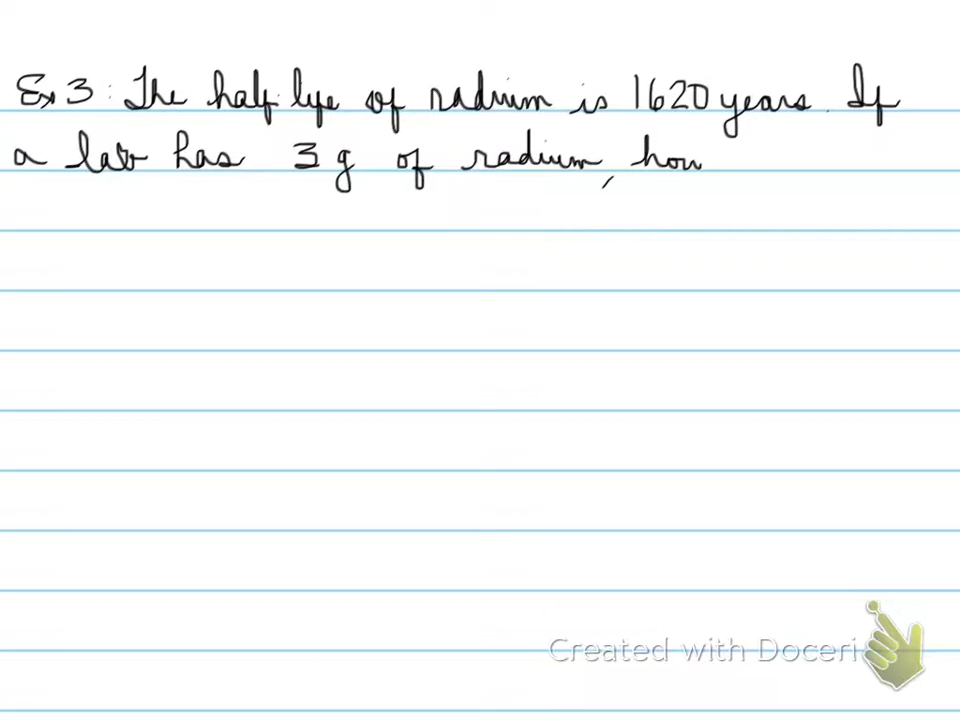 Ex 3: The half life of radium is 1620 years. If
a lab has 3 g of radium, how
Created with Doceri